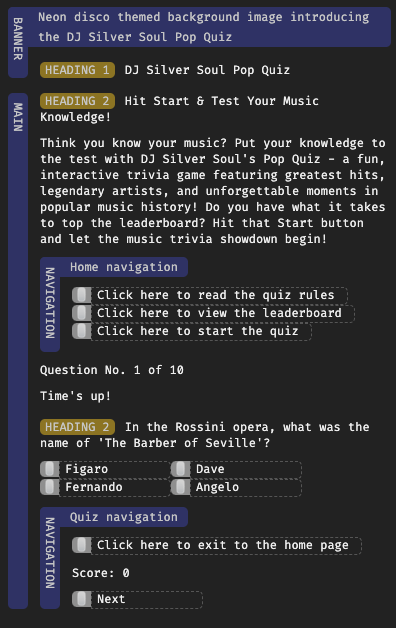 BANNER
Neon disco themed background image introducing
the DJ Silver Soul Pop Quiz
HEADING 1 DJ Silver Soul Pop Quiz
MAIN
HEADING 2 Hit Start & Test Your Music
Knowledge!
Think you know your music? Put your knowledge to
the test with DJ Silver Soul's Pop Quiz - a fun,
interactive trivia game featuring greatest hits,
legendary artists, and unforgettable moments in
popular music history! Do you have what it takes
to top the leaderboard? Hit that Start button
and let the music trivia showdown begin!
NAVIGATION
Home navigation
Click here to read the quiz rules
Click here to view the leaderboard
Click here to start the quiz
Question No. 1 of 10
Time's up!
HEADING 2 In the Rossini opera, what was the
name of 'The Barber of Seville'?
Figaro Dave
Fernando Angelo
NAVIGATION
Quiz navigation
Click here to exit to the home page
Score: 0
Next